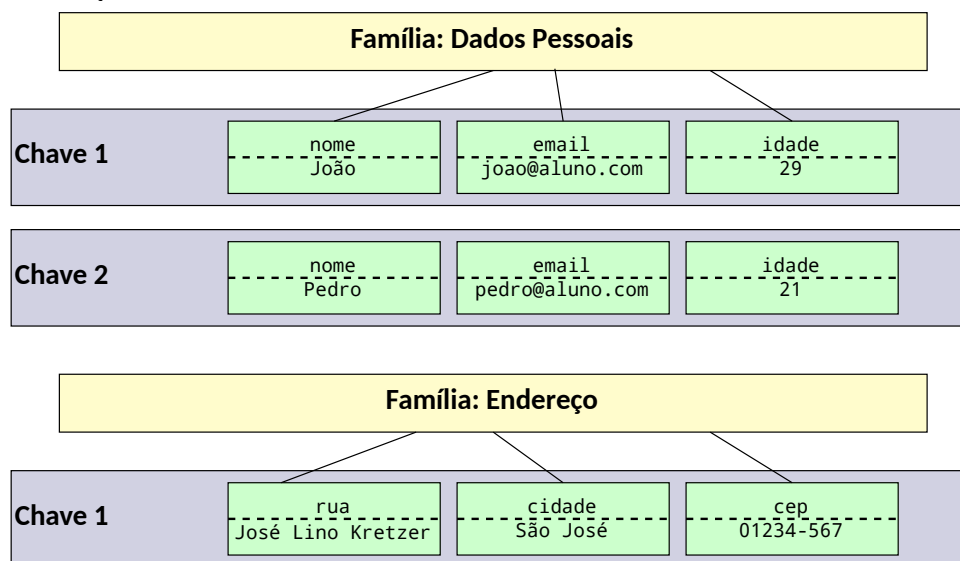 Família: Dados Pessoais
Chave 1
nome
João
email
joao@aluno.com
idade
29
Chave 2
nome
Pedro
email
pedro@aluno.com
idade
21
Família: Endereço
Chave 1
rua
José Lino Kretzer
cidade
São José
cep
01234-567